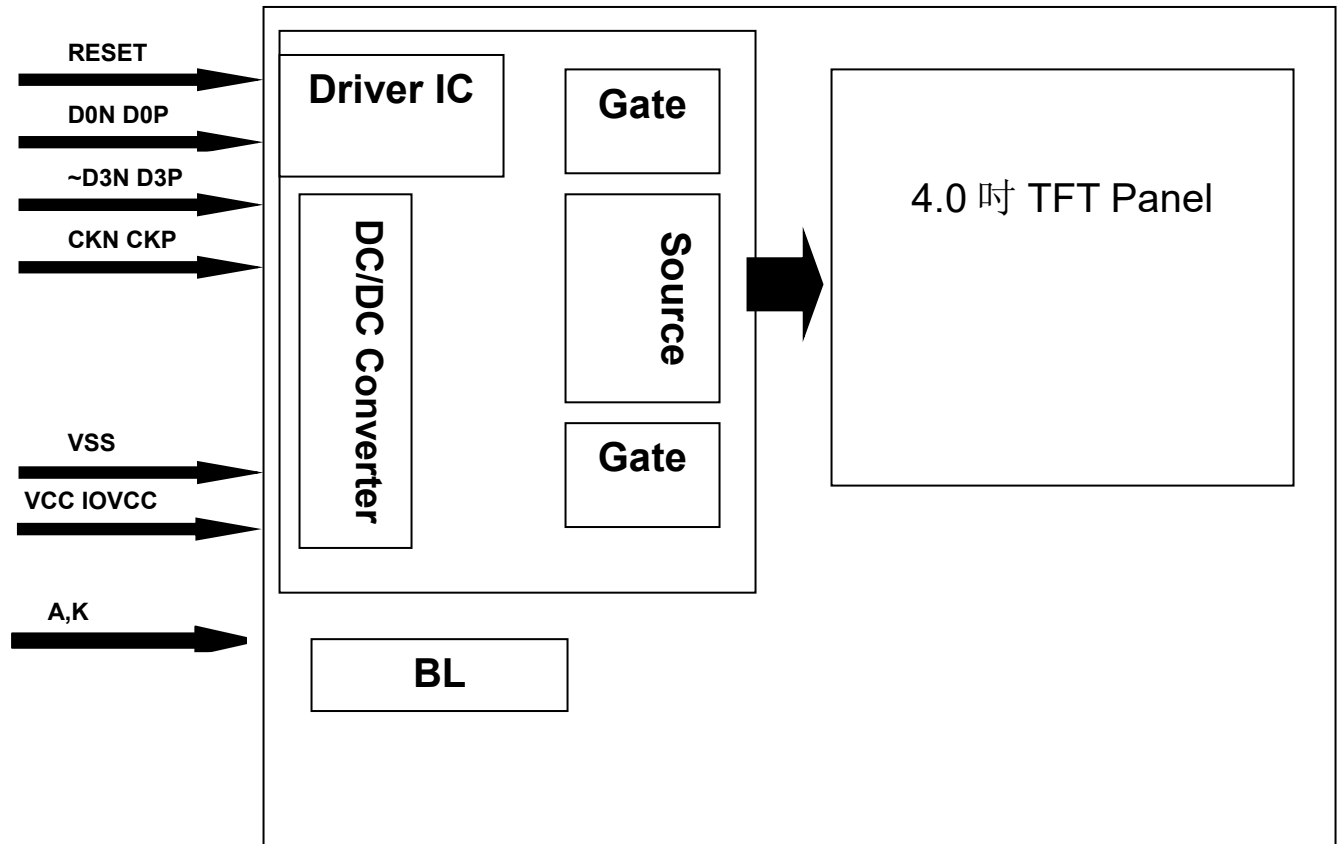 RESET
D0N D0P
~D3N D3P
CKN CKP
VSS
VCC IOVCC
A,K
Driver IC
DC/DC Converter
Gate
Source
Gate
BL
4.0 吋 TFT Panel